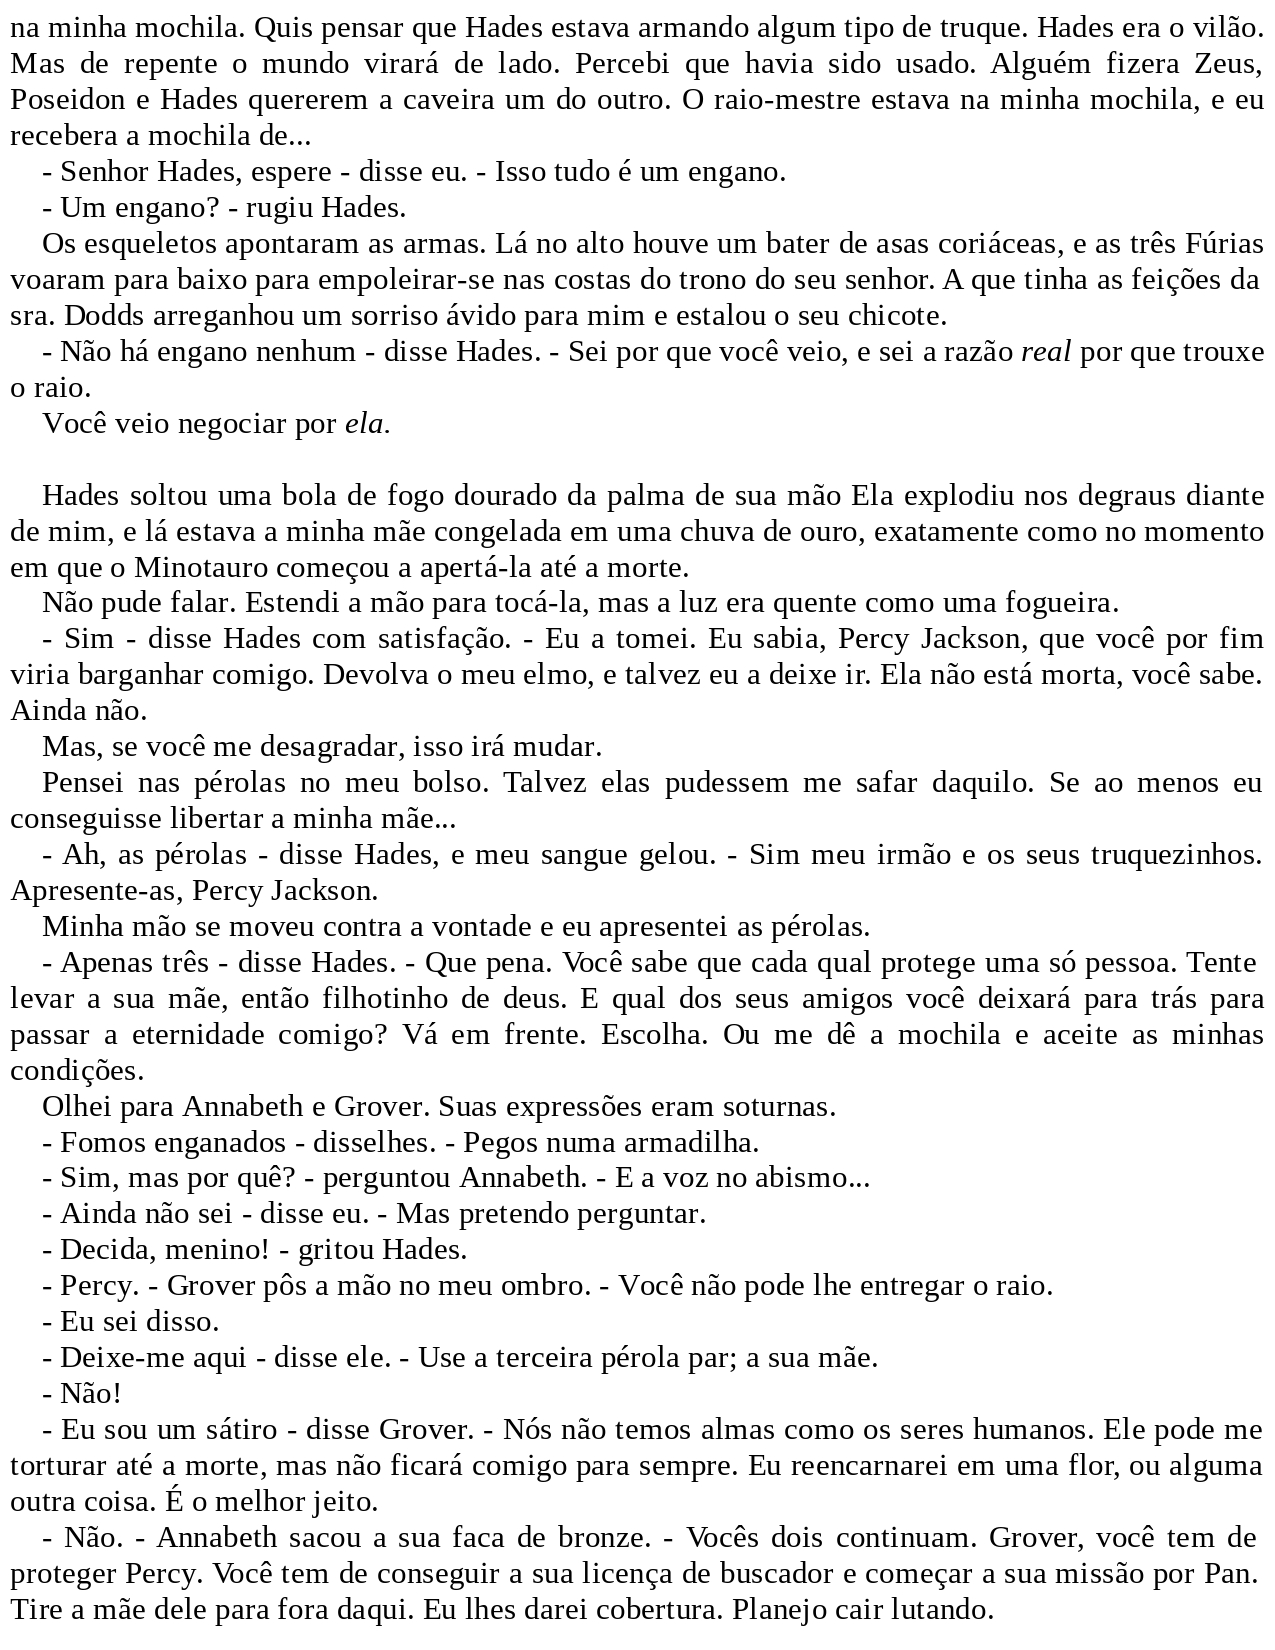 na minha mochila. Quis pensar que Hades estava armando algum tipo de truque. Hades era o vilão.
Mas de repente o mundo virará de lado. Percebi que havia sido usado. Alguém fizera Zeus,
Poseidon e Hades quererem a caveira um do outro. O raio-mestre estava na minha mochila, e eu
recebera a mochila de...
- Senhor Hades, espere - disse eu. - Isso tudo é um engano.
- Um engano? - rugiu Hades.
Os esqueletos apontaram as armas. Lá no alto houve um bater de asas coriáceas, e as três Fúrias
voaram para baixo para empoleirar-se nas costas do trono do seu senhor. A que tinha as feições da
sra. Dodds arreganhou um sorriso ávido para mim e estalou o seu chicote.
- Não há engano nenhum - disse Hades. - Sei por que você veio, e sei a razão real por que trouxe
o raio.
Você veio negociar por ela.
Hades soltou uma bola de fogo dourado da palma de sua mão Ela explodiu nos degraus diante
de mim, e lá estava a minha mãe congelada em uma chuva de ouro, exatamente como no momento
em que o Minotauro começou a apertá-la até a morte.
Não pude falar. Estendi a mão para tocá-la, mas a luz era quente como uma fogueira.
- Sim - disse Hades com satisfação. - Eu a tomei. Eu sabia, Percy Jackson, que você por fim
viria barganhar comigo. Devolva o meu elmo, e talvez eu a deixe ir. Ela não está morta, você sabe.
Ainda não.
Mas, se você me desagradar, isso irá mudar.
Pensei nas pérolas no meu bolso. Talvez elas pudessem me safar daquilo. Se ao menos eu
conseguisse libertar a minha mãe...
- Ah, as pérolas - disse Hades, e meu sangue gelou. - Sim meu irmão e os seus truquezinhos.
Apresente-as, Percy Jackson.
Minha mão se moveu contra a vontade e eu apresentei as pérolas.
- Apenas três - disse Hades. - Que pena. Você sabe que cada qual protege uma só pessoa. Tente
levar a sua mãe, então filhotinho de deus. E qual dos seus amigos você deixará para trás para
passar a eternidade comigo? Vá em frente. Escolha. Ou me dê a mochila e aceite as minhas
condições.
Olhei para Annabeth e Grover. Suas expressões eram soturnas.
- Fomos enganados - disselhes. - Pegos numa armadilha.
- Sim, mas por quê? - perguntou Annabeth. - E a voz no abismo...
- Ainda não sei - disse eu. - Mas pretendo perguntar.
- Decida, menino! - gritou Hades.
- Percy. - Grover pôs a mão no meu ombro. - Você não pode lhe entregar o raio.
- Eu sei disso.
- Deixe-me aqui - disse ele. - Use a terceira pérola par; a sua mãe.
- Não!
- Eu sou um sátiro - disse Grover. - Nós não temos almas como os seres humanos. Ele pode me
torturar até a morte, mas não ficará comigo para sempre. Eu reencarnarei em uma flor, ou alguma
outra coisa. É o melhor jeito.
- Não. - Annabeth sacou a sua faca de bronze. - Vocês dois continuam. Grover, você tem de
proteger Percy. Você tem de conseguir a sua licença de buscador e começar a sua missão por Pan.
Tire a mãe dele para fora daqui. Eu lhes darei cobertura. Planejo cair lutando.